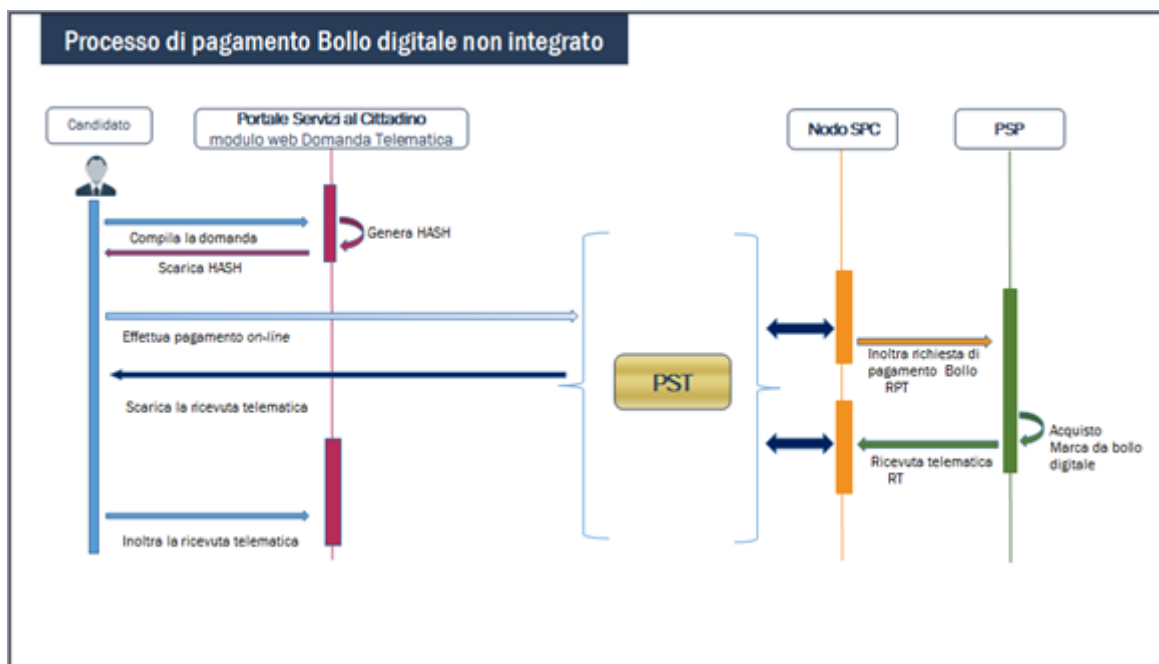 Processo di pagamento Bollo digitale non integrato
Candidato
Portale Servizi al Cittadino
modulo web Domanda Telematica
Nodo SPC
PSP
Compila la domanda
Genera HASH
Scarica HASH
Effettua pagamento on-line
Inoltra richiesta di
pagamento Bollo
RPT
PST
Scarica la ricevuta telematica
Acquisto
Marca da bollo
digitale
Ricevuta telematica
RT
Inoltra la ricevuta telematica